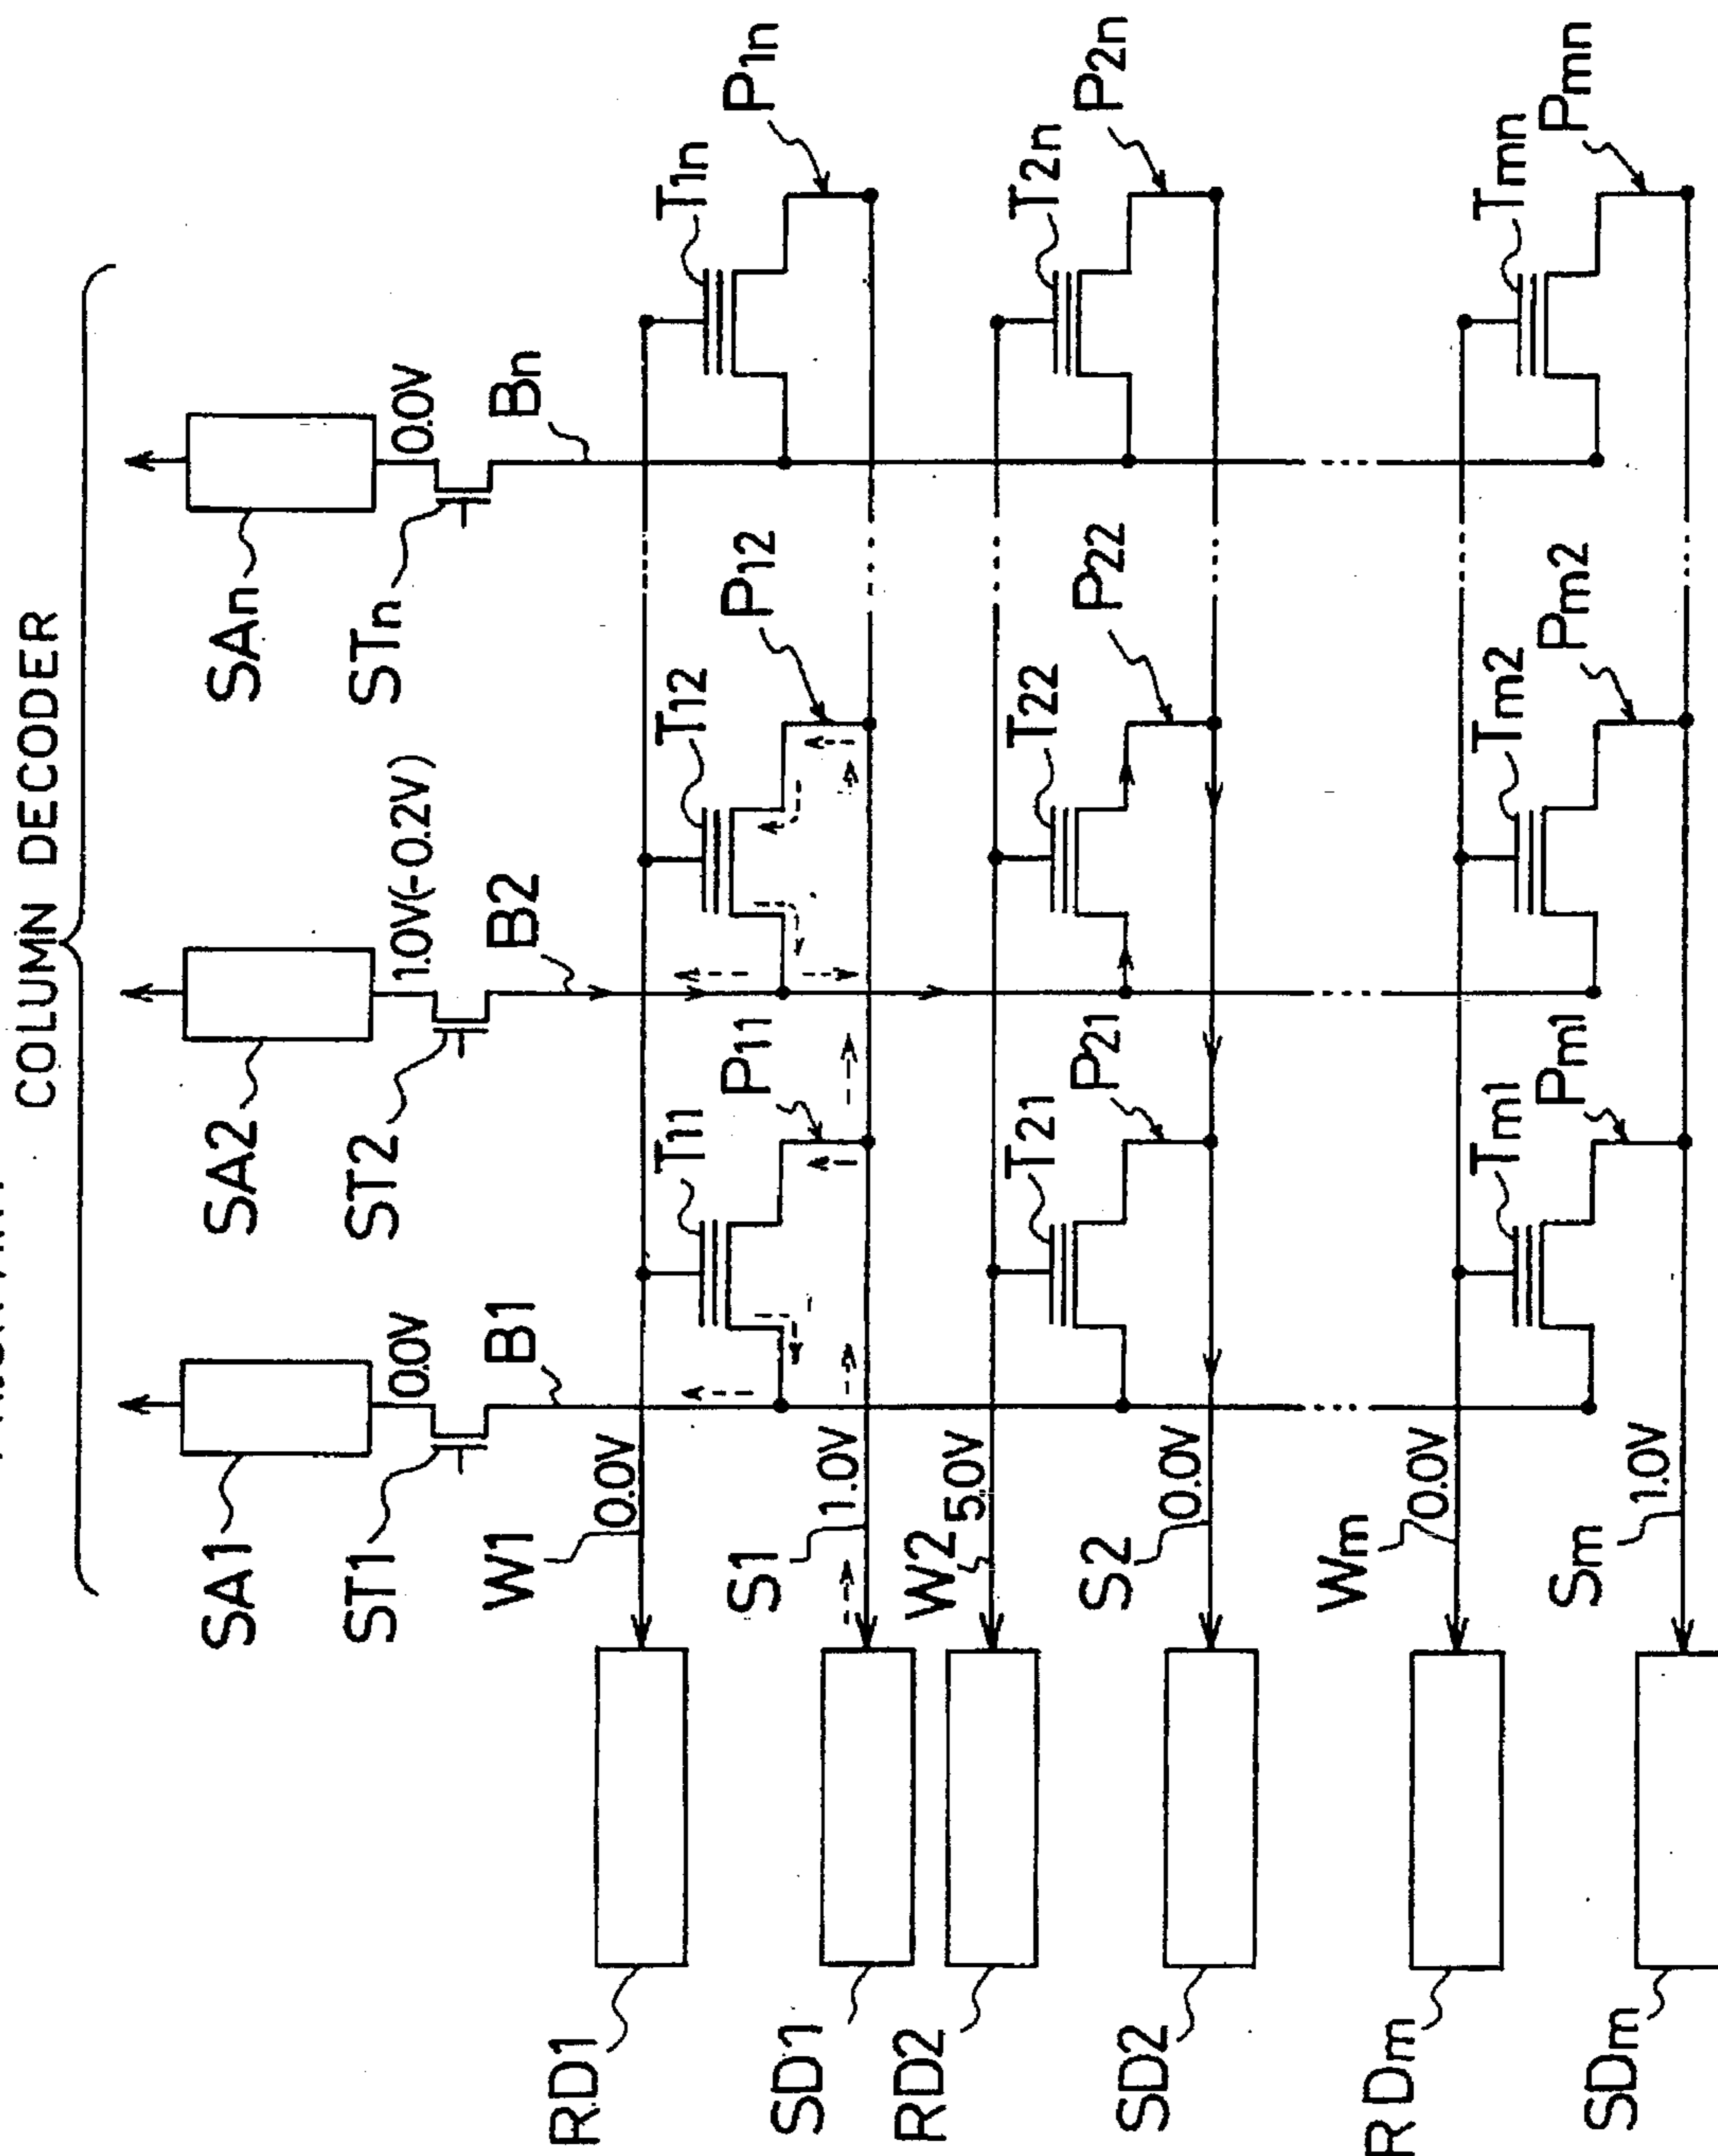 COLUMN DECODER
SA1
SA2
SAn
ST1
0.0V
ST2
1.0V(-0.2V)
STn
0.0V
B1
B2
Bn
W1
0.0V
T11
P11
T12
P12
T1n
P1n
S1
1.0V
W2
5.0V
T21
P21
T22
P22
T2n
P2n
S2
0.0V
Wm
0.0V
Tm1
Pm1
Tm2
Pm2
Tmn
Pmn
Sm
1.0V
RD1
SD1
RD2
SD2
RDm
SDm